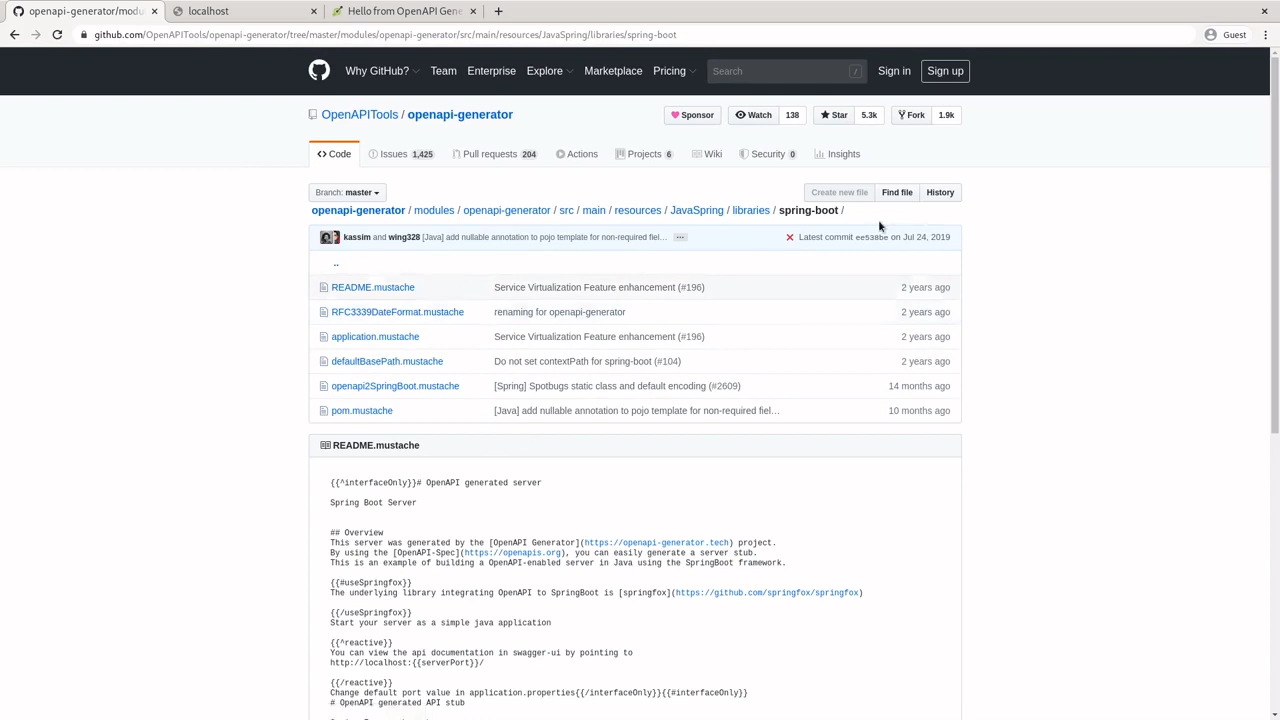 openapi-generator/modu
localhost
Hello from OpenAPI Gene
github.com/OpenAPITools/openapi-generator/tree/master/modules/openapi-generator/src/main/resources/JavaSpring/libraries/spring-boot
Guest
Why GitHub? Team Enterprise Explore Marketplace Pricing Search / Sign in Sign up
OpenAPITools / openapi-generator Sponsor Watch 138 Star 5.3k Fork 1.9k
Code Issues 1,425 Pull requests 204 Actions Projects 6 Wiki Security 0 Insights
Branch: master Create new file Find file History
openapi-generator / modules / openapi-generator / src / main / resources / JavaSpring / libraries / spring-boot /
kassim and wing328 [Java] add nullable annotation to pojo template for non-required fiel… ... Latest commit ee538be on Jul 24, 2019
..
README.mustache Service Virtualization Feature enhancement (#196) 2 years ago
RFC3339DateFormat.mustache renaming for openapi-generator 2 years ago
application.mustache Service Virtualization Feature enhancement (#196) 2 years ago
defaultBasePath.mustache Do not set contextPath for spring-boot (#104) 2 years ago
openapi2SpringBoot.mustache [Spring] Spotbugs static class and default encoding (#2609) 14 months ago
pom.mustache [Java] add nullable annotation to pojo template for non-required fiel… 10 months ago
README.mustache
{{^interfaceOnly}}# OpenAPI generated server
Spring Boot Server
## Overview
This server was generated by the [OpenAPI Generator](https://openapi-generator.tech) project.
By using the [OpenAPI-Spec](https://openapis.org), you can easily generate a server stub.
This is an example of building a OpenAPI-enabled server in Java using the SpringBoot framework.
{{#useSpringfox}}
The underlying library integrating OpenAPI to SpringBoot is [springfox](https://github.com/springfox/springfox)
{{/useSpringfox}}
Start your server as a simple java application
{{^reactive}}
You can view the api documentation in swagger-ui by pointing to
http://localhost:{{serverPort}}/
{{/reactive}}
Change default port value in application.properties{{/interfaceOnly}}{{#interfaceOnly}}
# OpenAPI generated API stub